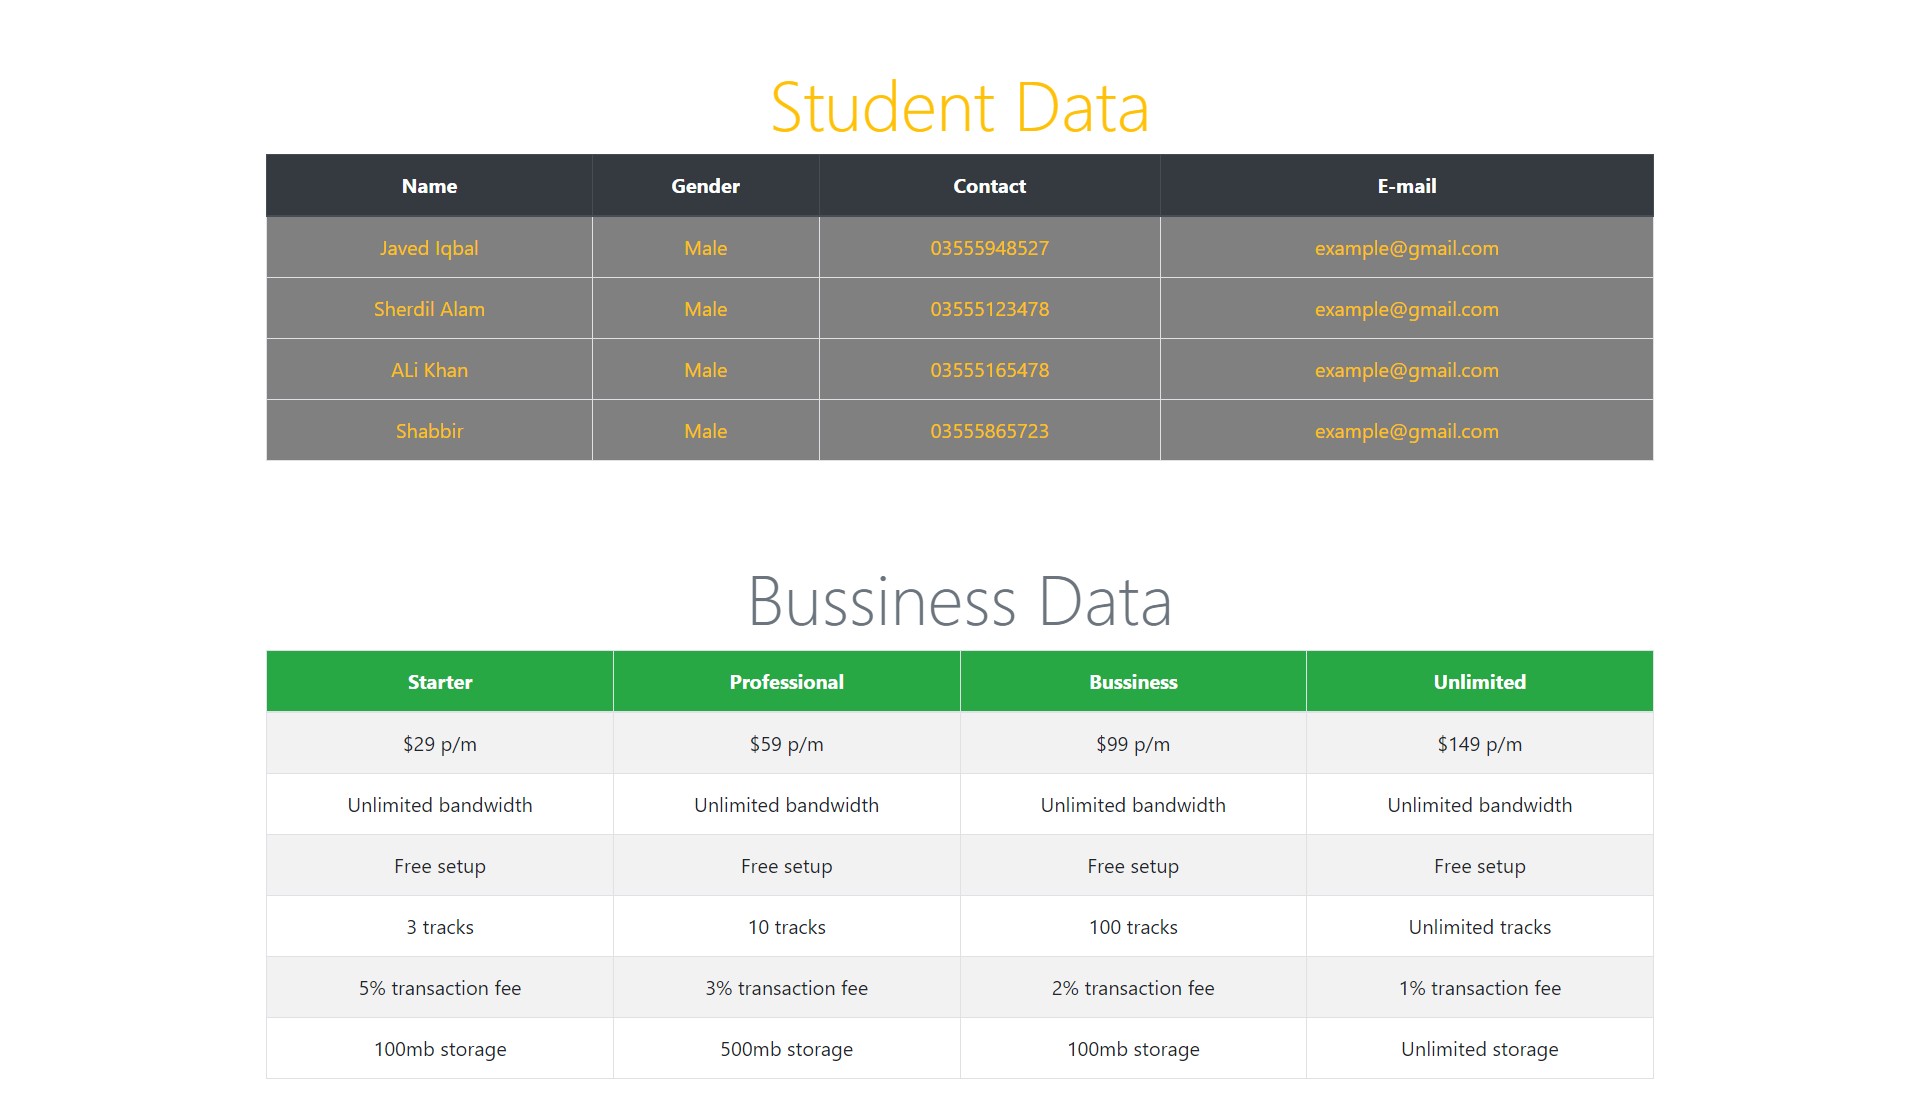 Student Data
Name Gender Contact E-mail
Javed Iqbal Male 03555948527 example@gmail.com
Sherdil Alam Male 03555123478 example@gmail.com
ALi Khan Male 03555165478 example@gmail.com
Shabbir Male 03555865723 example@gmail.com
Bussiness Data
Starter Professional Bussiness Unlimited
$29 p/m $59 p/m $99 p/m $149 p/m
Unlimited bandwidth Unlimited bandwidth Unlimited bandwidth Unlimited bandwidth
Free setup Free setup Free setup Free setup
3 tracks 10 tracks 100 tracks Unlimited tracks
5% transaction fee 3% transaction fee 2% transaction fee 1% transaction fee
100mb storage 500mb storage 100mb storage Unlimited storage